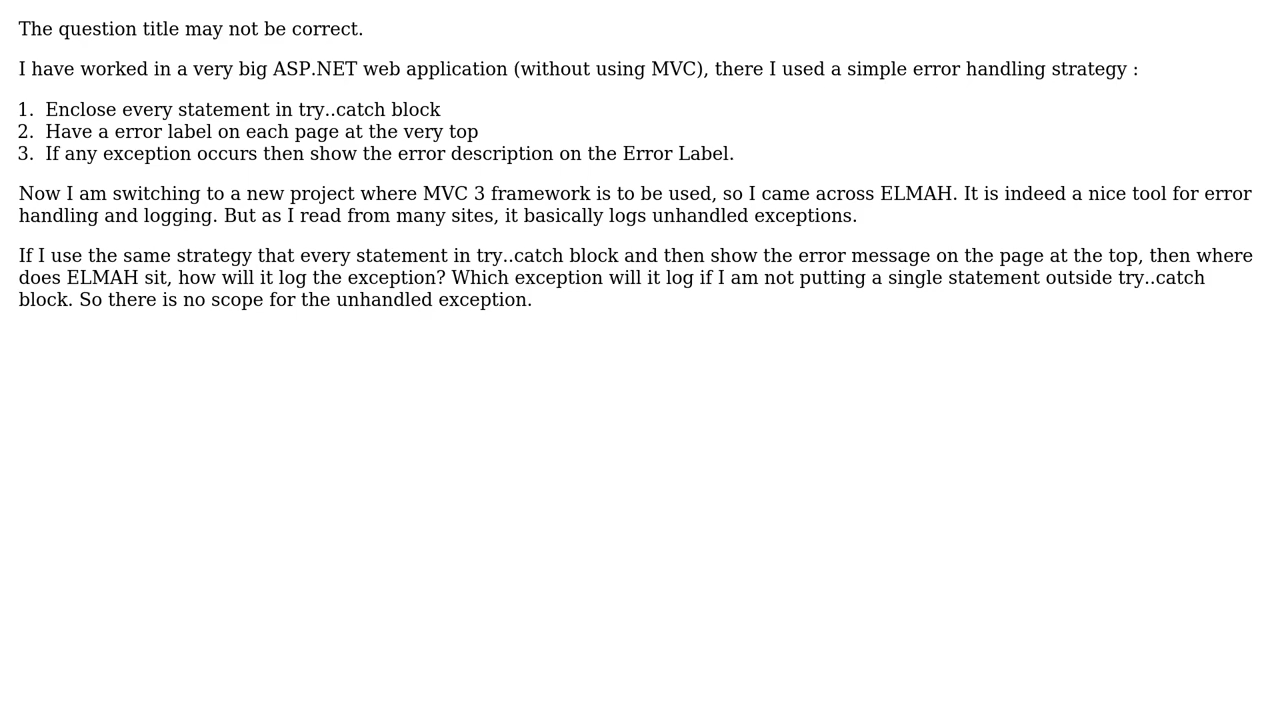 The question title may not be correct.
I have worked in a very big ASP.NET web application (without using MVC), there I used a simple error handling strategy :
1. Enclose every statement in try..catch block
2. Have a error label on each page at the very top
3. If any exception occurs then show the error description on the Error Label.
Now I am switching to a new project where MVC 3 framework is to be used, so I came across ELMAH. It is indeed a nice tool for error
handling and logging. But as I read from many sites, it basically logs unhandled exceptions.
If I use the same strategy that every statement in try..catch block and then show the error message on the page at the top, then where
does ELMAH sit, how will it log the exception? Which exception will it log if I am not putting a single statement outside try..catch
block. So there is no scope for the unhandled exception.